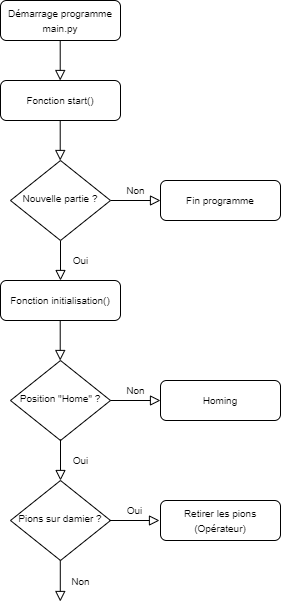 Démarrage programme
main.py
Fonction start()
Nouvelle partie ?
Non
Fin programme
Oui
Fonction initialisation()
Position "Home" ?
Non
Homing
Oui
Pions sur damier ?
Oui
Retirer les pions
(Opérateur)
Non